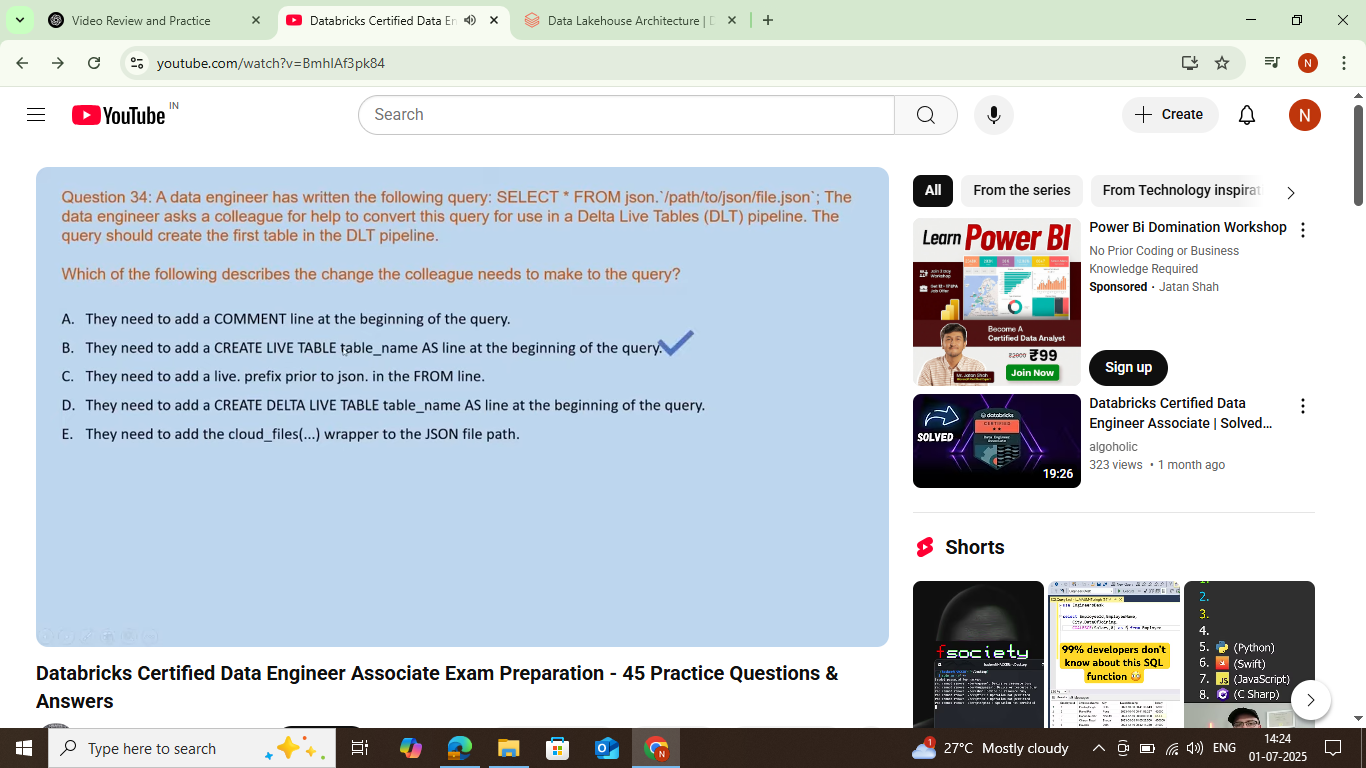 Video Review and Practice
Databricks Certified Data En
Data Lakehouse Architecture | D
youtube.com/watch?v=BmhlAf3pk84
N
YouTube IN
Search
Create
N
Question 34: A data engineer has written the following query: SELECT * FROM json.`/path/to/json/file.json`; The
data engineer asks a colleague for help to convert this query for use in a Delta Live Tables (DLT) pipeline. The
query should create the first table in the DLT pipeline.
Which of the following describes the change the colleague needs to make to the query?
A. They need to add a COMMENT line at the beginning of the query.
B. They need to add a CREATE LIVE TABLE table_name AS line at the beginning of the query.
C. They need to add a live. prefix prior to json. in the FROM line.
D. They need to add a CREATE DELTA LIVE TABLE table_name AS line at the beginning of the query.
E. They need to add the cloud_files(...) wrapper to the JSON file path.
Databricks Certified Data Engineer Associate Exam Preparation - 45 Practice Questions &
Answers
All
From the series
From Technology inspirat
Learn Power BI
Become A
Certified Data Analyst
₹99
Join Now
Power Bi Domination Workshop
No Prior Coding or Business
Knowledge Required
Sponsored · Jatan Shah
Sign up
SOLVED
databricks
CERTIFIED
19:26
Databricks Certified Data
Engineer Associate | Solved...
algoholic
323 views • 1 month ago
Shorts
fsociety
99% developers don't
know about this SQL
function
2.
3.
4.
5. (Python)
6. (Swift)
7. JS (JavaScript)
8. (C Sharp)
Type here to search
27°C Mostly cloudy
ENG
14:24
01-07-2025